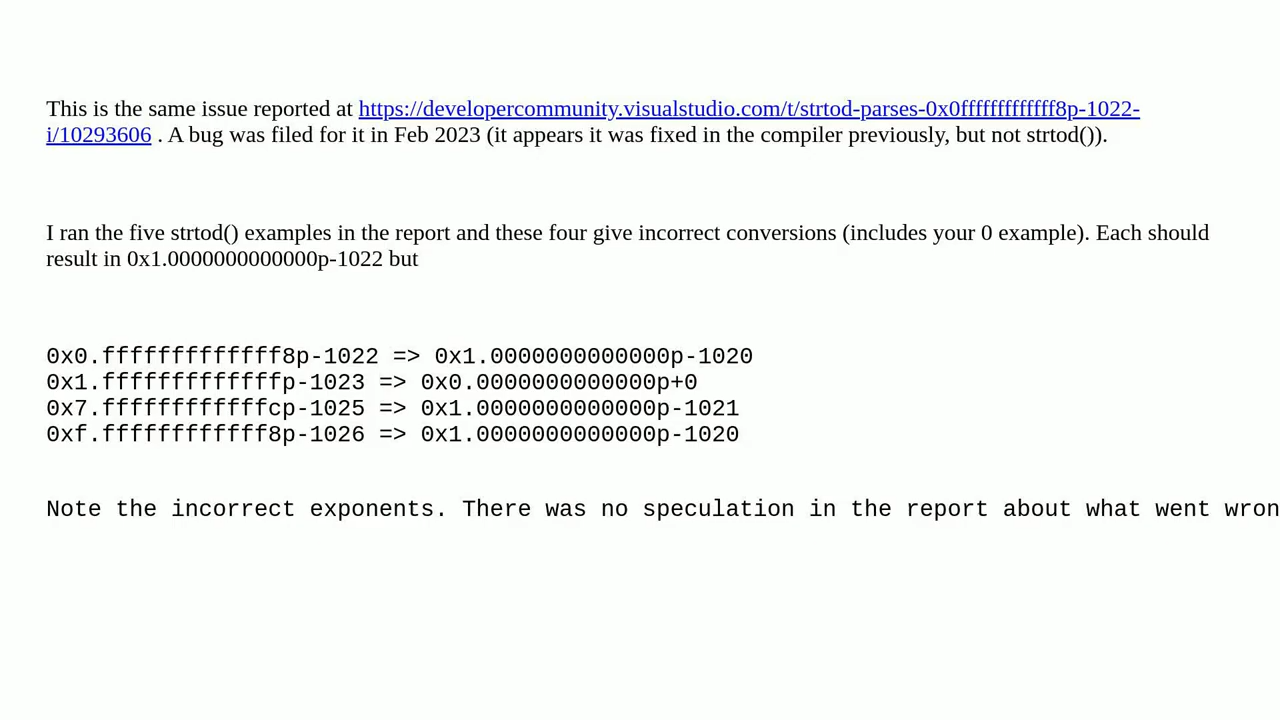 This is the same issue reported at https://developercommunity.visualstudio.com/t/strtod-parses-0x0fffffffffffff8p-1022-
i/10293606 . A bug was filed for it in Feb 2023 (it appears it was fixed in the compiler previously, but not strtod()).
I ran the five strtod() examples in the report and these four give incorrect conversions (includes your 0 example). Each should
result in 0x1.0000000000000p-1022 but
0x0.fffffffffffff8p-1022 => 0x1.0000000000000p-1020
0x1.fffffffffffffp-1023 => 0x0.0000000000000p+0
0x7.ffffffffffffcp-1025 => 0x1.0000000000000p-1021
0xf.ffffffffffff8p-1026 => 0x1.0000000000000p-1020
Note the incorrect exponents. There was no speculation in the report about what went wron